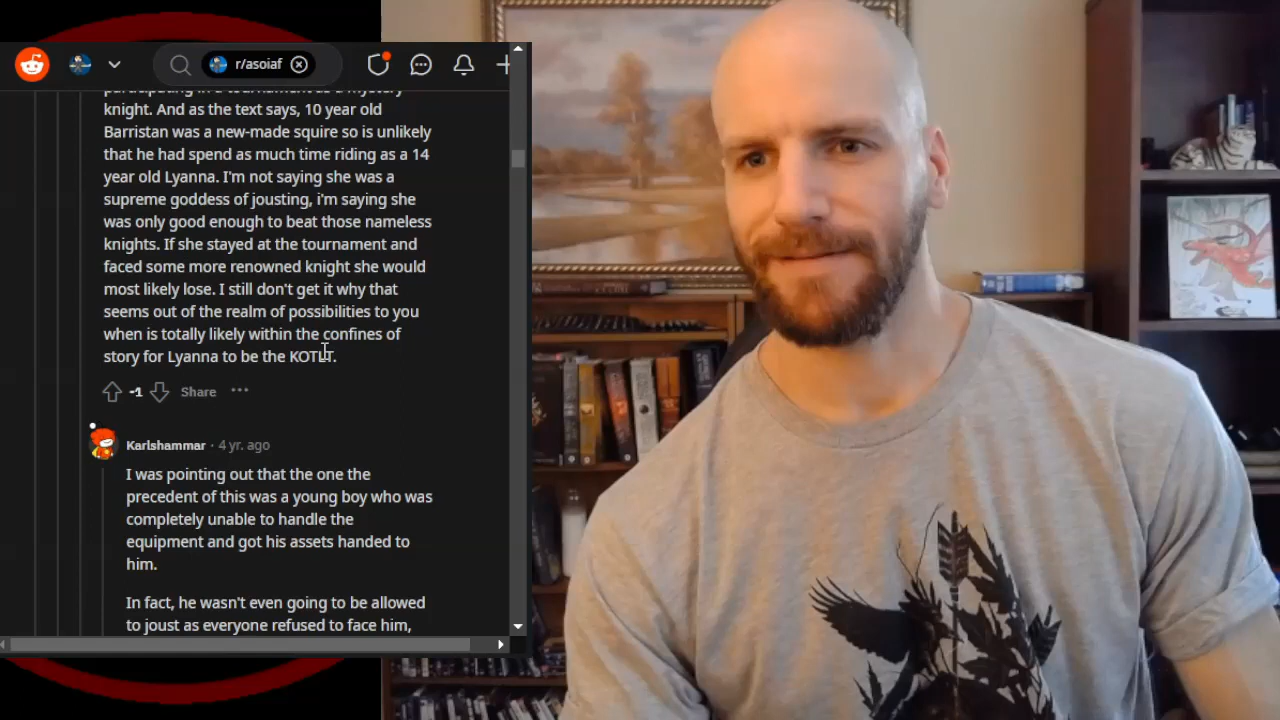 r/asoiaf
participating in a tournament as a mystery
knight. And as the text says, 10 year old
Barristan was a new-made squire so is unlikely
that he had spend as much time riding as a 14
year old Lyanna. I'm not saying she was a
supreme goddess of jousting, i'm saying she
was only good enough to beat those nameless
knights. If she stayed at the tournament and
faced some more renowned knight she would
most likely lose. I still don't get it why that
seems out of the realm of possibilities to you
when is totally likely within the confines of
story for Lyanna to be the KOTLT.
-1 Share
Karlshammar · 4 yr. ago
I was pointing out that the one the
precedent of this was a young boy who was
completely unable to handle the
equipment and got his assets handed to
him.
In fact, he wasn't even going to be allowed
to joust as everyone refused to face him,